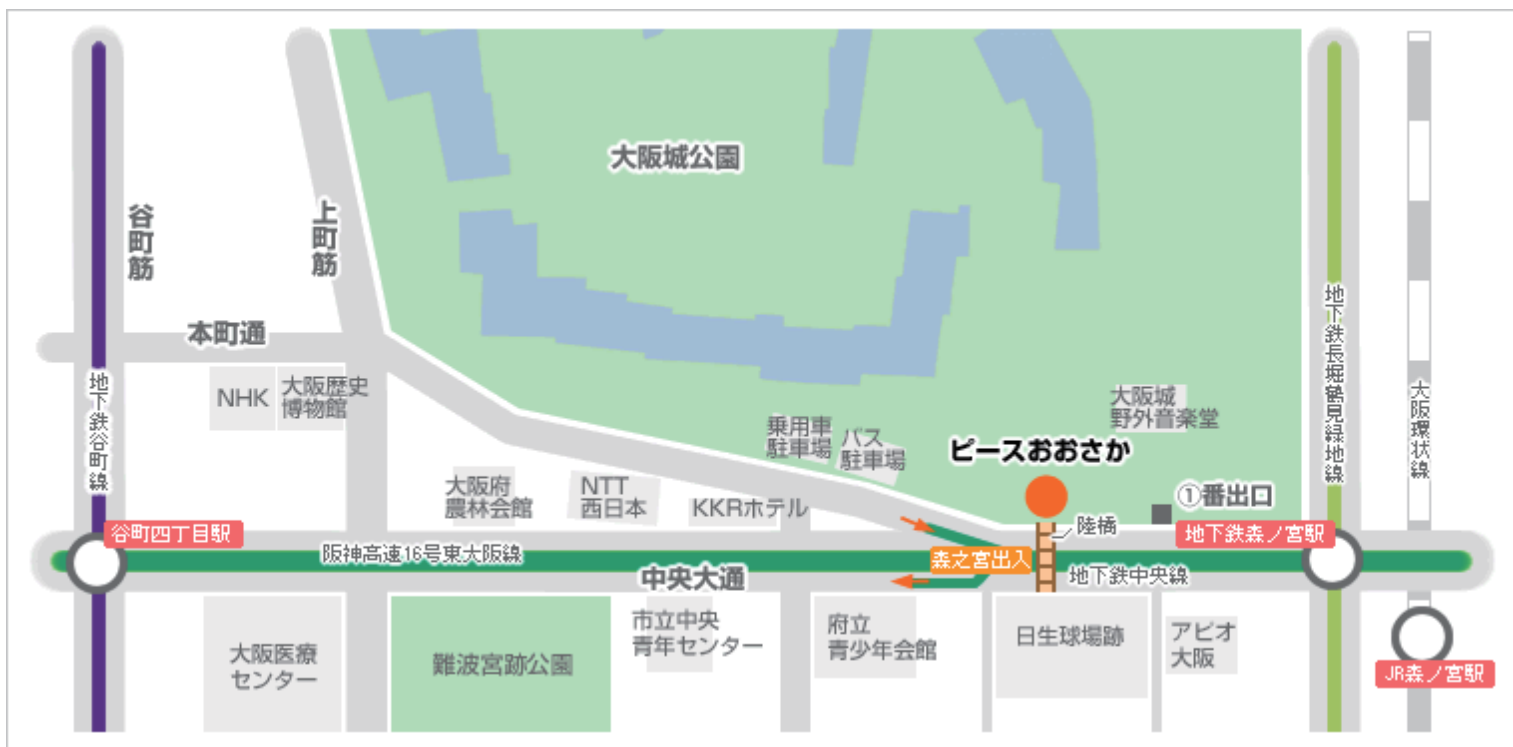 大阪城公園
谷町筋
上町筋
本町通
地下鉄谷町線
NHK
大阪歴史
博物館
地下鉄長堀鶴見緑地線
大阪環状線
大阪城
野外音楽堂
乗用車
駐車場
バス
駐車場
ピースおおさか
大阪府
農林会館
NTT
西日本
KKRホテル
①番出口
陸橋
谷町四丁目駅
地下鉄森ノ宮駅
阪神高速16号東大阪線
森之宮出入
中央大通
地下鉄中央線
大阪医療
センター
難波宮跡公園
市立中央
青年センター
府立
青少年会館
日生球場跡
アピオ
大阪
JR森ノ宮駅